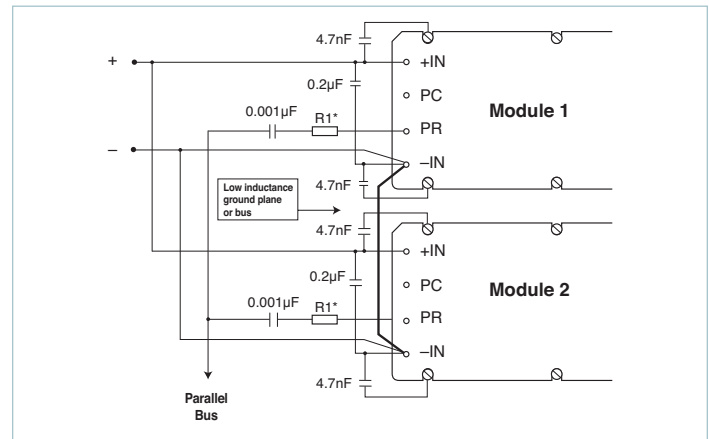 4.7nF
+
+IN
0.2µF
PC
Module 1
0.001µF
R1*
PR
–
–IN
4.7nF
Low inductance
ground plane
or bus
4.7nF
+IN
0.2µF
PC
Module 2
0.001µF
R1*
PR
–IN
4.7nF
Parallel
Bus